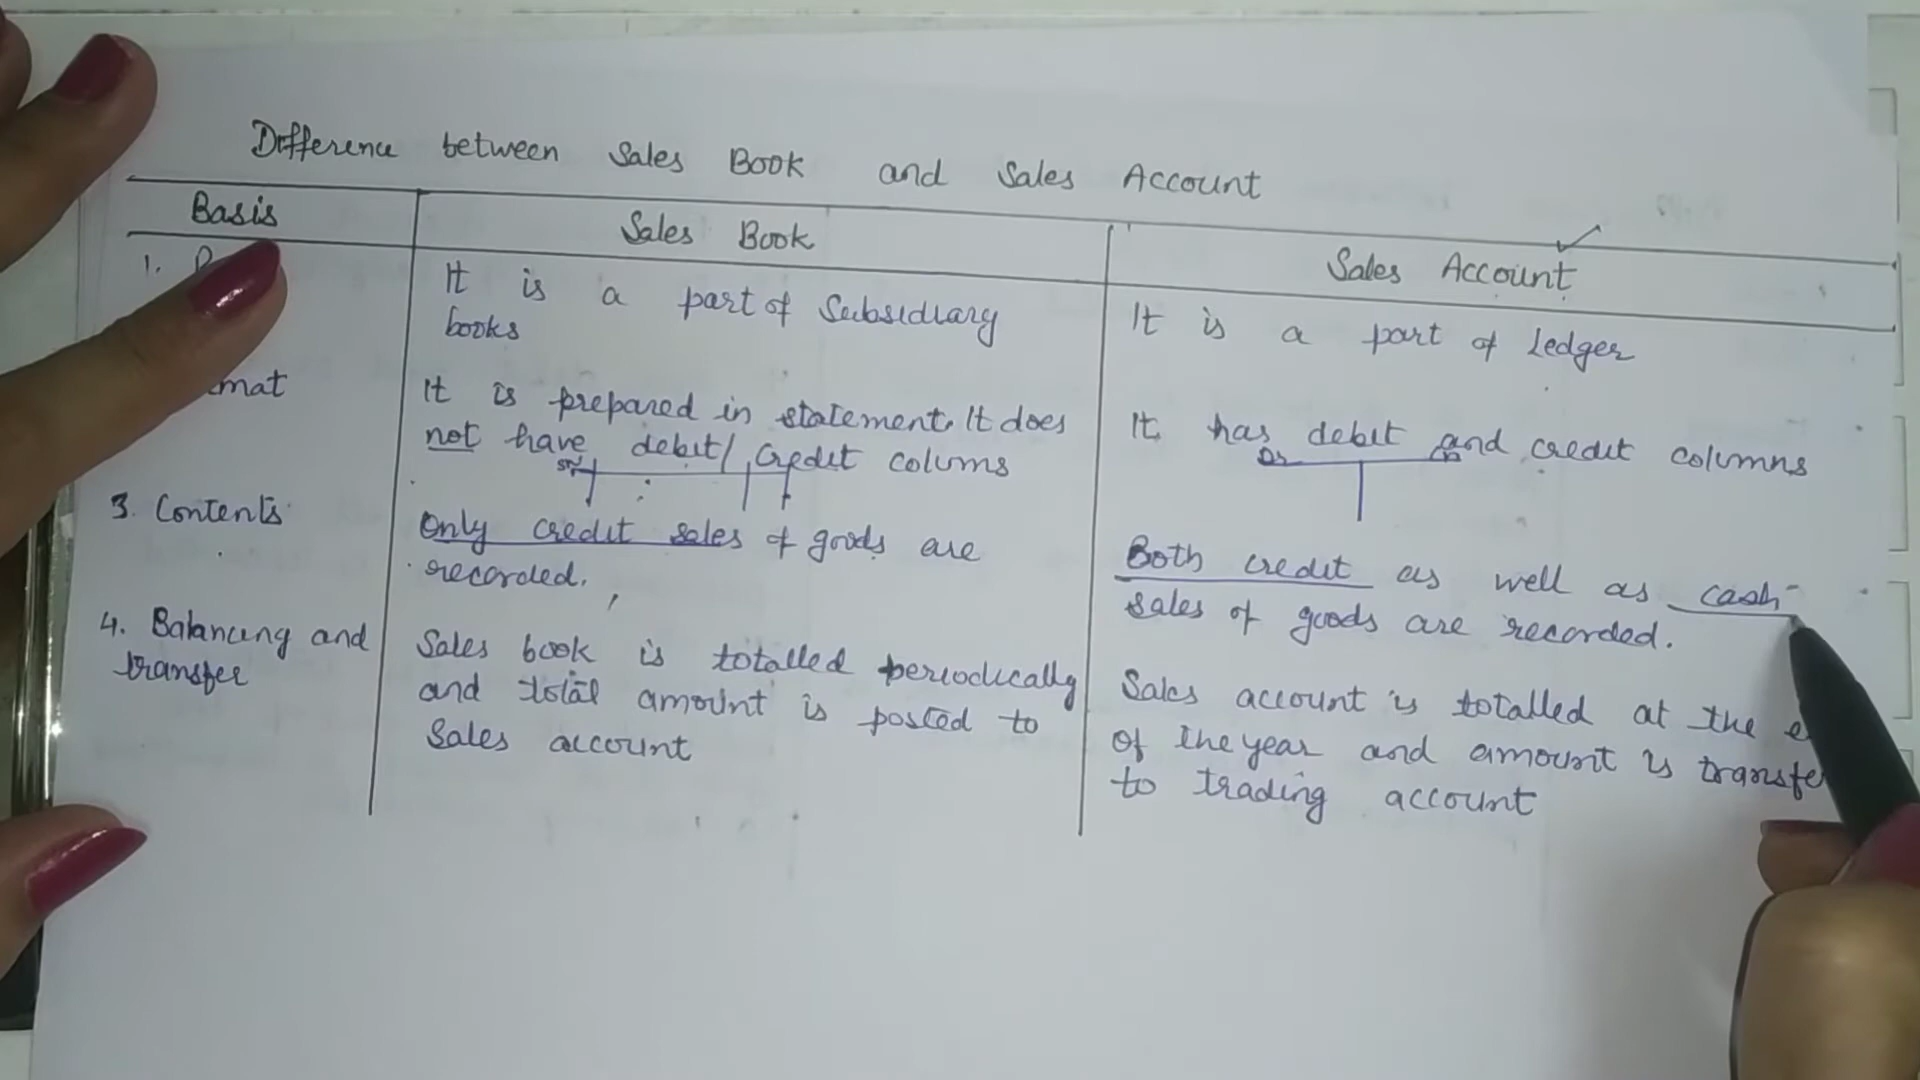 Difference between Sales Book and Sales Account
Basis
Sales Book
Sales Account
1.
It is a part of Subsidiary
books
It is a part of Ledger
mat
It is prepared in statement. It does
not have debit/ credit colums
It has debit and credit columns
Dr Cr
3. Contents
Only credit sales of goods are
recorded.
Both credit as well as cash
sales of goods are recorded.
4. Balancing and
transfer
Sales book is totalled periodically
and total amount is posted to
Sales account
Sales account is totalled at the
of the year and amount is transfe
to trading account